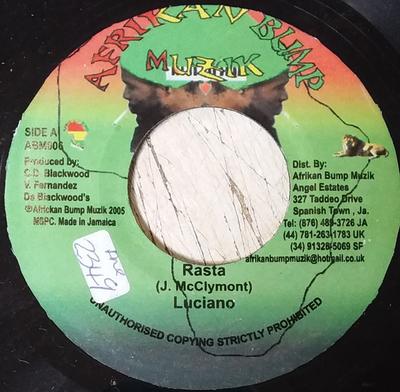 AFRIKAN BUMP
MUZIK
SIDE A
ABM006
Produced by:
C.D. Blackwood
V. Fernandez
Da Blackwood's
℗Africkan Bump Muzik 2005
MGPC. Made in Jamaica
Dist. By:
Afrikan Bump Muzik
Angel Estates
327 Taddeo Drive
Spanish Town , Ja.
Tel: (876) 489-3726 JA
(44) 781-263-1783 UK
(34) 91328-5069 SF
afrikanbumpmuzik@hotmail.co.uk
Rasta
(J. McClymont)
Luciano
UNAUTHORISED COPYING STRICTLY PROHIBITED